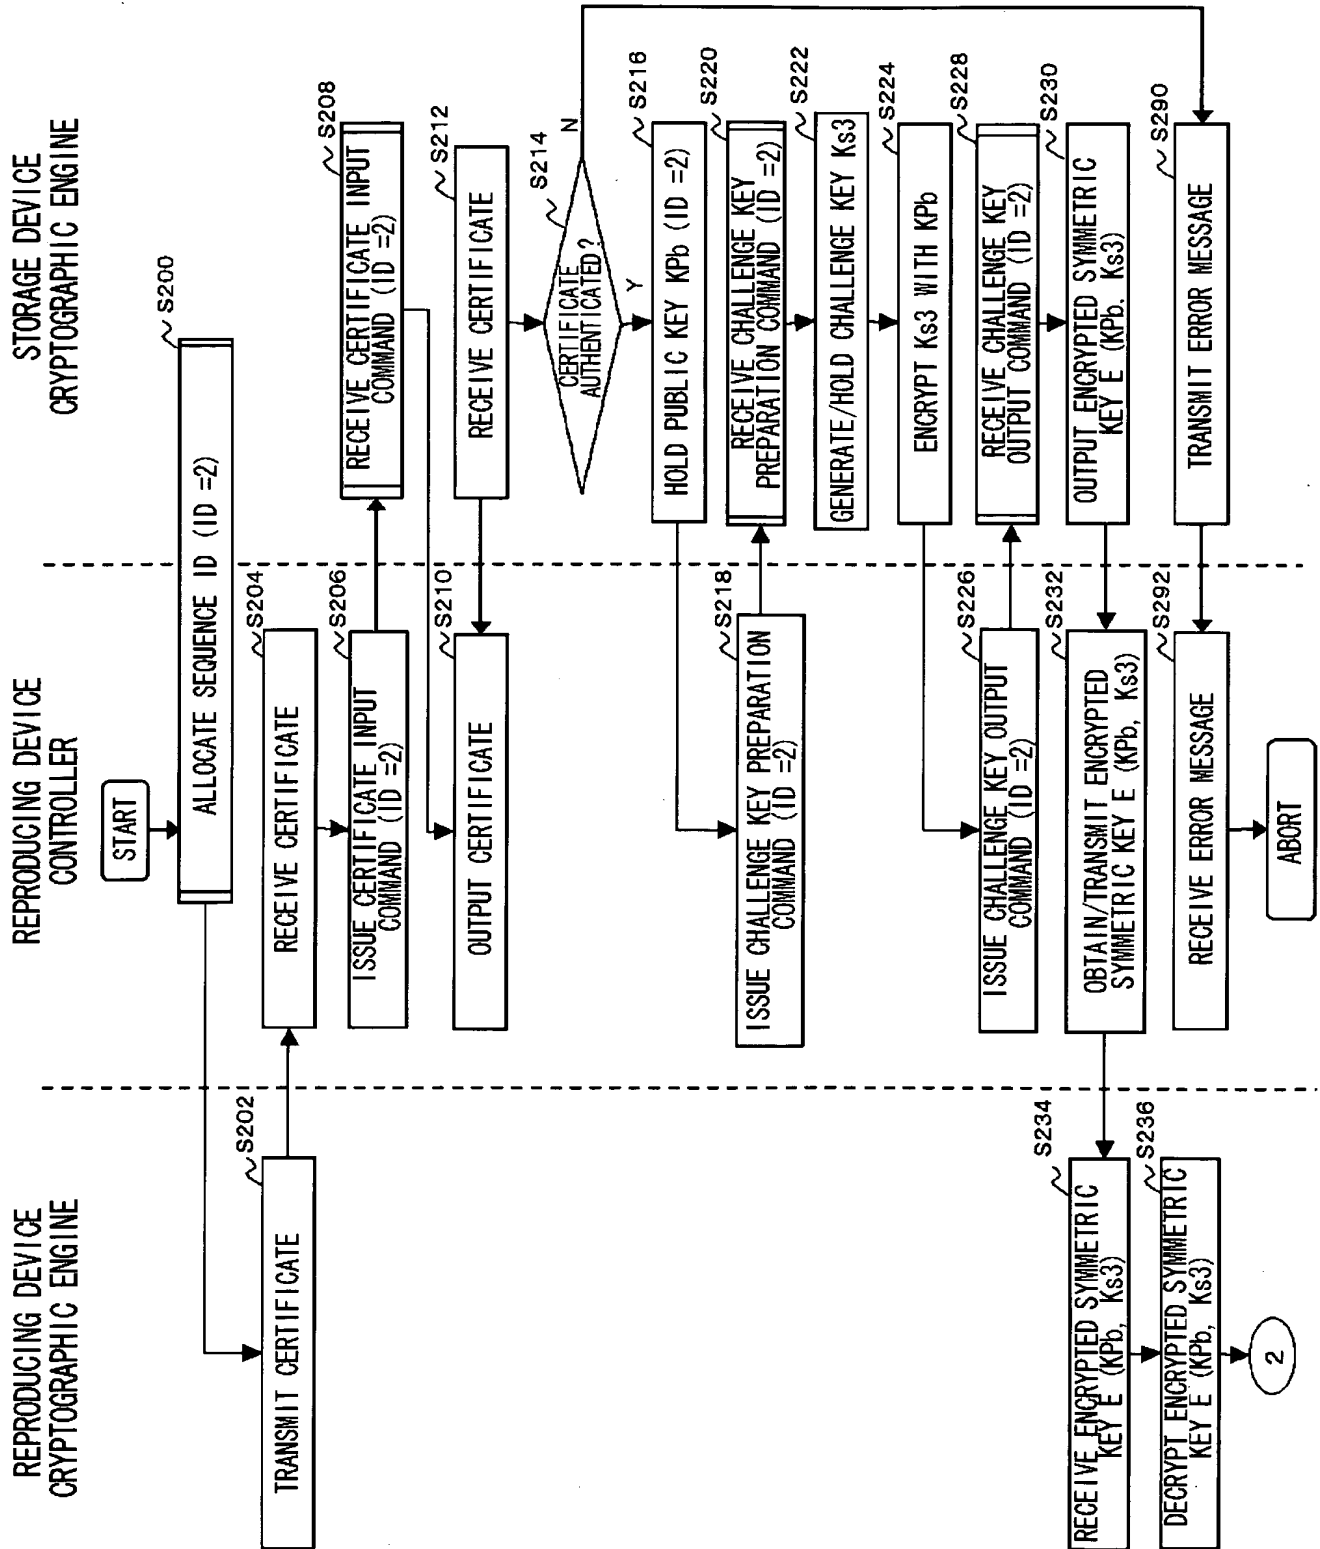 REPRODUCING DEVICE
CRYPTOGRAPHIC ENGINE
REPRODUCING DEVICE
CONTROLLER
STORAGE DEVICE
CRYPTOGRAPHIC ENGINE
START
S200
ALLOCATE SEQUENCE ID (ID =2)
S202
TRANSMIT CERTIFICATE
S204
RECEIVE CERTIFICATE
S206
ISSUE CERTIFICATE INPUT
COMMAND (ID =2)
S208
RECEIVE CERTIFICATE INPUT
COMMAND (ID =2)
S210
OUTPUT CERTIFICATE
S212
RECEIVE CERTIFICATE
S214
CERTIFICATE
AUTHENTICATED?
N
Y
S216
HOLD PUBLIC KEY KPb (ID =2)
S218
ISSUE CHALLENGE KEY PREPARATION
COMMAND (ID =2)
S220
RECEIVE CHALLENGE KEY
PREPARATION COMMAND (ID =2)
S222
GENERATE/HOLD CHALLENGE KEY Ks3
S224
ENCRYPT Ks3 WITH KPb
S226
ISSUE CHALLENGE KEY OUTPUT
COMMAND (ID =2)
S228
RECEIVE CHALLENGE KEY
OUTPUT COMMAND (ID =2)
S230
OUTPUT ENCRYPTED SYMMETRIC
KEY E (KPb. Ks3)
S232
OBTAIN/TRANSMIT ENCRYPTED
SYMMETRIC KEY E (KPb, Ks3)
S234
RECEIVE ENCRYPTED SYMMETRIC
KEY E (KPb, Ks3)
S236
DECRYPT ENCRYPTED SYMMETRIC
KEY E (KPb, Ks3)
2
S290
TRANSMIT ERROR MESSAGE
S292
RECEIVE ERROR MESSAGE
ABORT